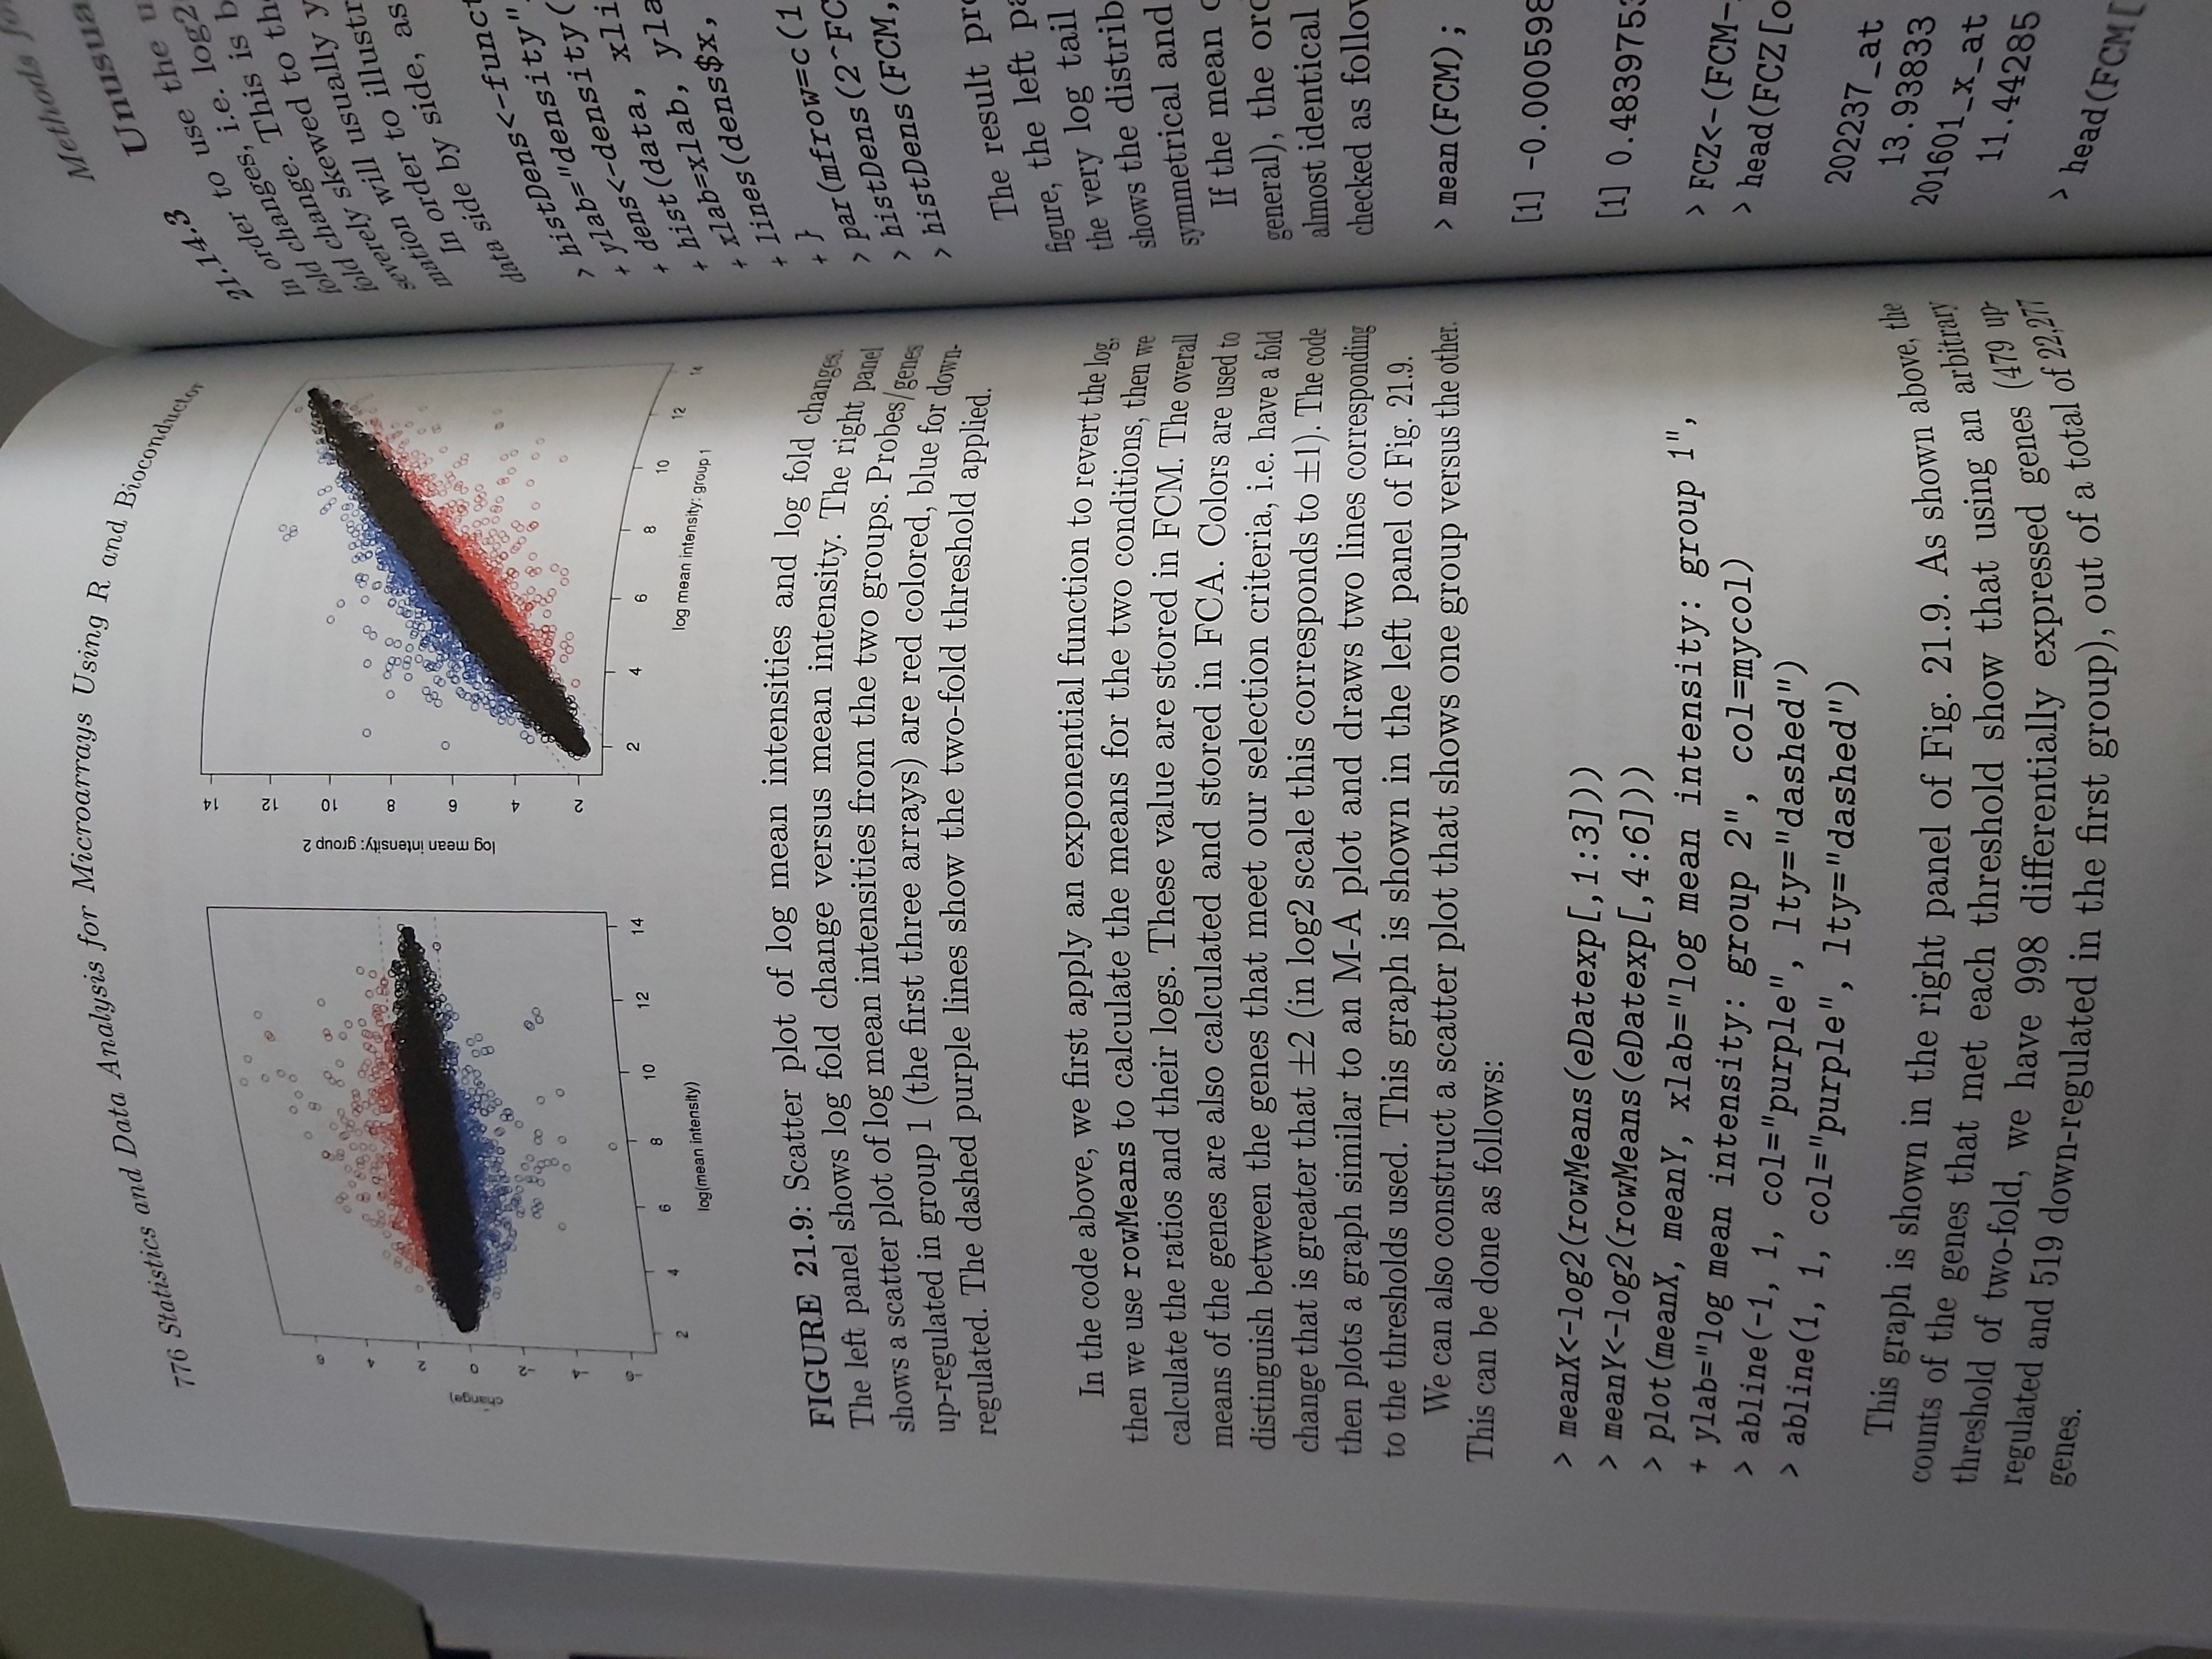 776 Statistics and Data Analysis for Microarrays Using R and Bioconductor
change)
6
4
2
0
-2
-4
-6
2 4 6 8 10 12 14
log(mean intensity)
log mean intensity: group 2
14
12
10
8
6
4
2
2 4 6 8 10 12 14
log mean intensity: group 1
FIGURE 21.9: Scatter plot of log mean intensities and log fold changes.
The left panel shows log fold change versus mean intensity. The right panel
shows a scatter plot of log mean intensities from the two groups. Probes/genes
up-regulated in group 1 (the first three arrays) are red colored, blue for down-
regulated. The dashed purple lines show the two-fold threshold applied.
In the code above, we first apply an exponential function to revert the log,
then we use rowMeans to calculate the means for the two conditions, then we
calculate the ratios and their logs. These value are stored in FCM. The overall
means of the genes are also calculated and stored in FCA. Colors are used to
distinguish between the genes that meet our selection criteria, i.e. have a fold
change that is greater that ±2 (in log2 scale this corresponds to ±1). The code
then plots a graph similar to an M-A plot and draws two lines corresponding
to the thresholds used. This graph is shown in the left panel of Fig. 21.9.
We can also construct a scatter plot that shows one group versus the other.
This can be done as follows:
> meanX<-log2(rowMeans(eDatexp[,1:3]))
> meanY<-log2(rowMeans(eDatexp[,4:6]))
> plot(meanX, meanY, xlab="log mean intensity: group 1",
+ ylab="log mean intensity: group 2", col=mycol)
> abline(-1, 1, col="purple", lty="dashed")
> abline(1, 1, col="purple", lty="dashed")
This graph is shown in the right panel of Fig. 21.9. As shown above, the
counts of the genes that met each threshold show that using an arbitrary
threshold of two-fold, we have 998 differentially expressed genes (479 up-
regulated and 519 down-regulated in the first group), out of a total of 22,277
genes.
Methods
21.14.3
In order to use the
fold changes, i.e. log2
fold change. This is
severely skewed to
mation will usually
In order to
data side by side, as
> histDens<-funct
+ ylab="density"
+ dens<-density(
+ hist(data, xli
+ xlab=xlab, yla
+ lines(dens$x,
+ }
> par(mfrow=c(1
> histDens(2^FC
> histDens(FCM,
The result
figure, the left
the very log tail
shows the
symmetrical and
If the mean
general), the
almost identical
checked as
> mean(FCM);
[1] -0.000598
[1] 0.4839753
> FCZ<-(FCM-
> head(FCZ[o
202237_at
13.93833
201601_x_at
11.44285
> head(FCM[